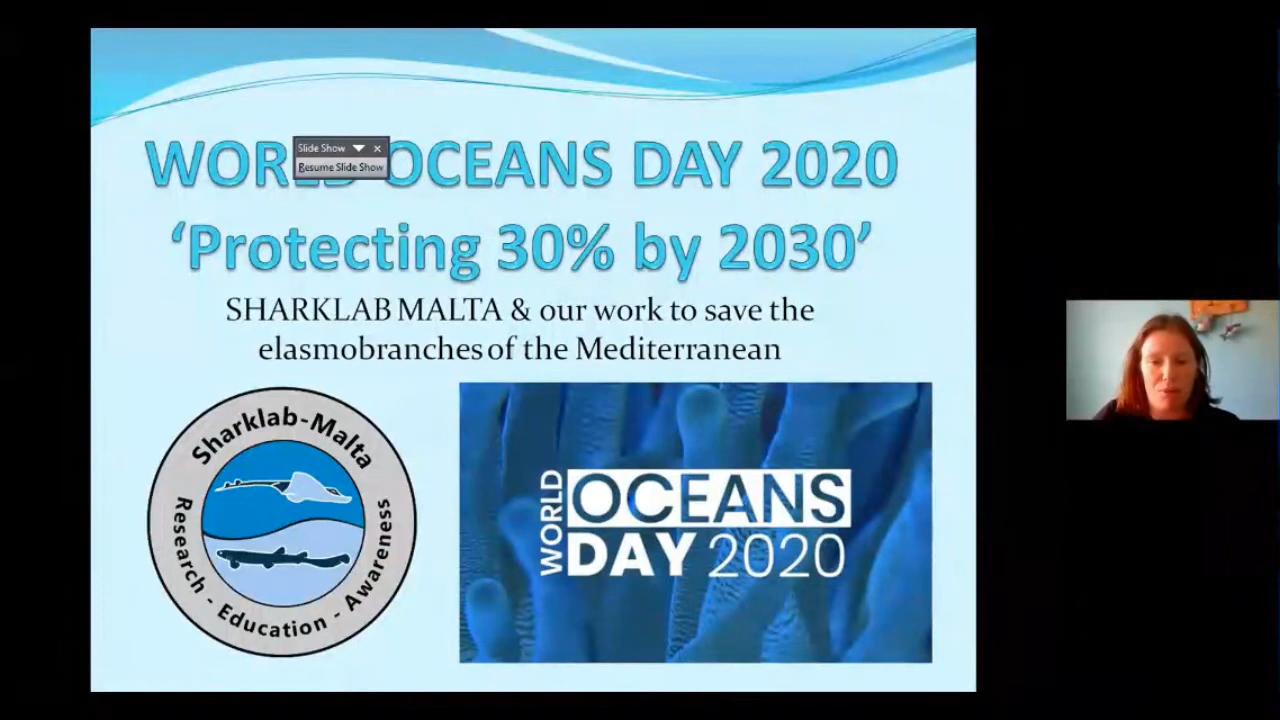 WORLD OCEANS DAY 2020
Slide Show
Resume Slide Show
‘Protecting 30% by 2030’
SHARKLAB MALTA & our work to save the
elasmobranches of the Mediterranean
Sharklab-Malta
Research - Education - Awareness
WORLD
OCEANS
DAY 2020